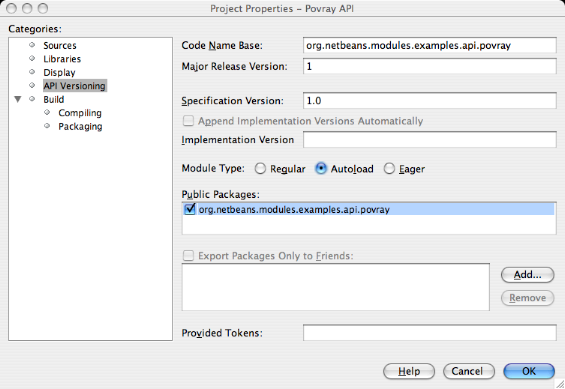 Project Properties – Povray API
Categories:
Sources
Libraries
Display
API Versioning
Build
Compiling
Packaging
Code Name Base: org.netbeans.modules.examples.api.povray
Major Release Version: 1
Specification Version: 1.0
Append Implementation Versions Automatically
Implementation Version
Module Type: Regular Autoload Eager
Public Packages:
org.netbeans.modules.examples.api.povray
Export Packages Only to Friends:
Add...
Remove
Provided Tokens:
Help Cancel OK